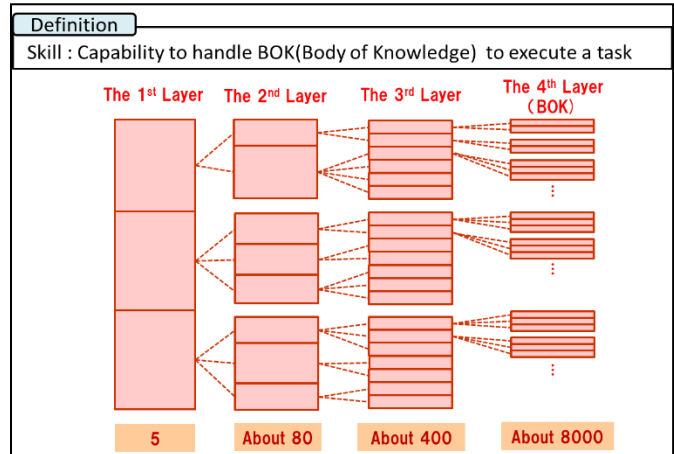 Definition
Skill : Capability to handle BOK(Body of Knowledge) to execute a task
The 1st Layer
The 2nd Layer
The 3rd Layer
The 4th Layer
(BOK)
5
About 80
About 400
About 8000